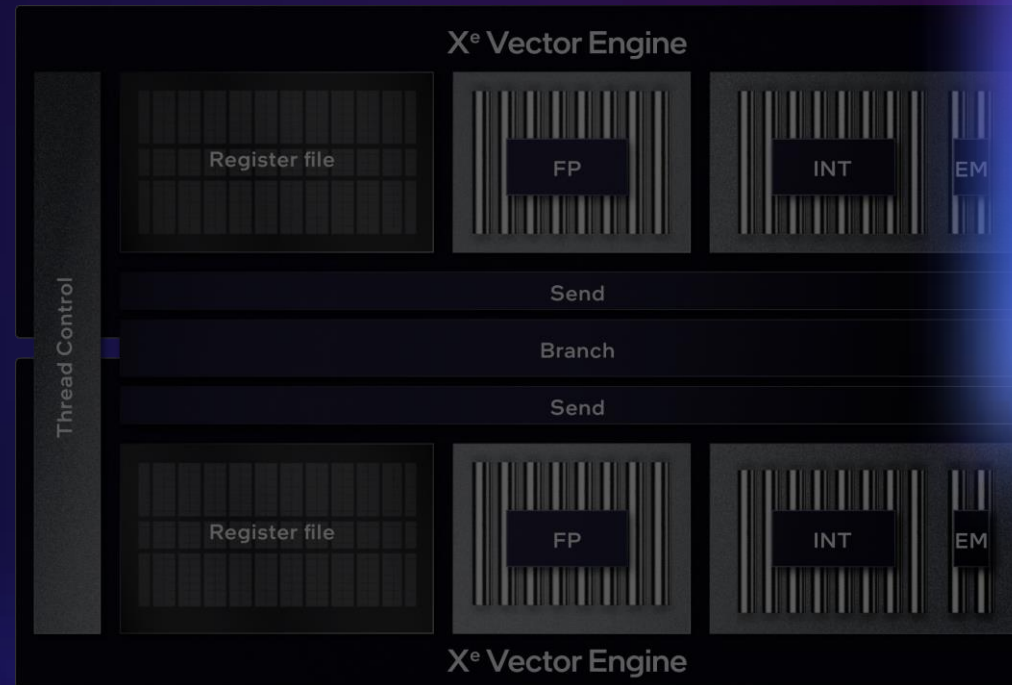 Xᵉ Vector Engine
Register file
FP
INT
EM
Send
Thread Control
Branch
Send
Register file
FP
INT
EM
Xᵉ Vector Engine